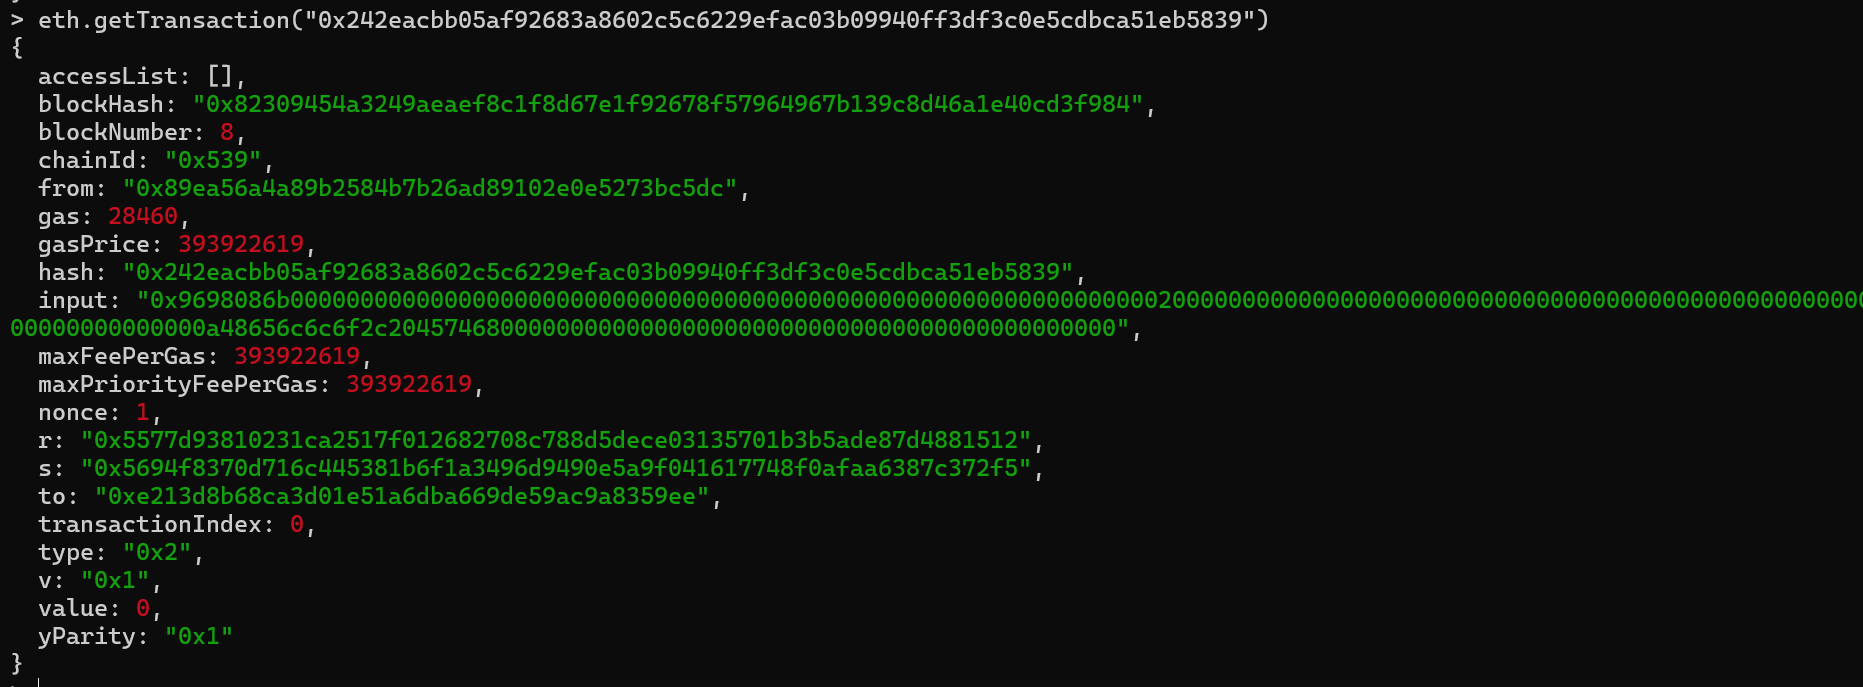 > eth.getTransaction("0x242eacbb05af92683a8602c5c6229efac03b09940ff3df3c0e5cdbca51eb5839")
{
  accessList: [],
  blockHash: "0x82309454a3249aeaef8c1f8d67e1f92678f57964967b139c8d46a1e40cd3f984",
  blockNumber: 8,
  chainId: "0x539",
  from: "0x89ea56a4a89b2584b7b26ad89102e0e5273bc5dc",
  gas: 28460,
  gasPrice: 393922619,
  hash: "0x242eacbb05af92683a8602c5c6229efac03b09940ff3df3c0e5cdbca51eb5839",
  input: "0x9698086b00000000000000000000000000000000000000000000000000000000000000200000000000000000000000000000000000000000000000000
00000000000000a48656c6c6f2c2045746800000000000000000000000000000000000000000000",
  maxFeePerGas: 393922619,
  maxPriorityFeePerGas: 393922619,
  nonce: 1,
  r: "0x5577d93810231ca2517f012682708c788d5dece03135701b3b5ade87d4881512",
  s: "0x5694f8370d716c445381b6f1a3496d9490e5a9f041617748f0afaa6387c372f5",
  to: "0xe213d8b68ca3d01e51a6dba669de59ac9a8359ee",
  transactionIndex: 0,
  type: "0x2",
  v: "0x1",
  value: 0,
  yParity: "0x1"
}